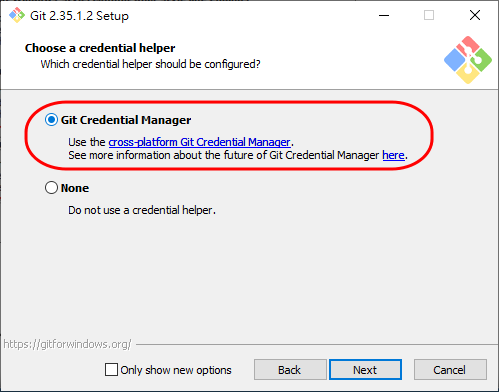 Git 2.35.1.2 Setup
Choose a credential helper
Which credential helper should be configured?
Git Credential Manager
Use the cross-platform Git Credential Manager.
See more information about the future of Git Credential Manager here.
None
Do not use a credential helper.
https://gitforwindows.org/
Only show new options
Back
Next
Cancel